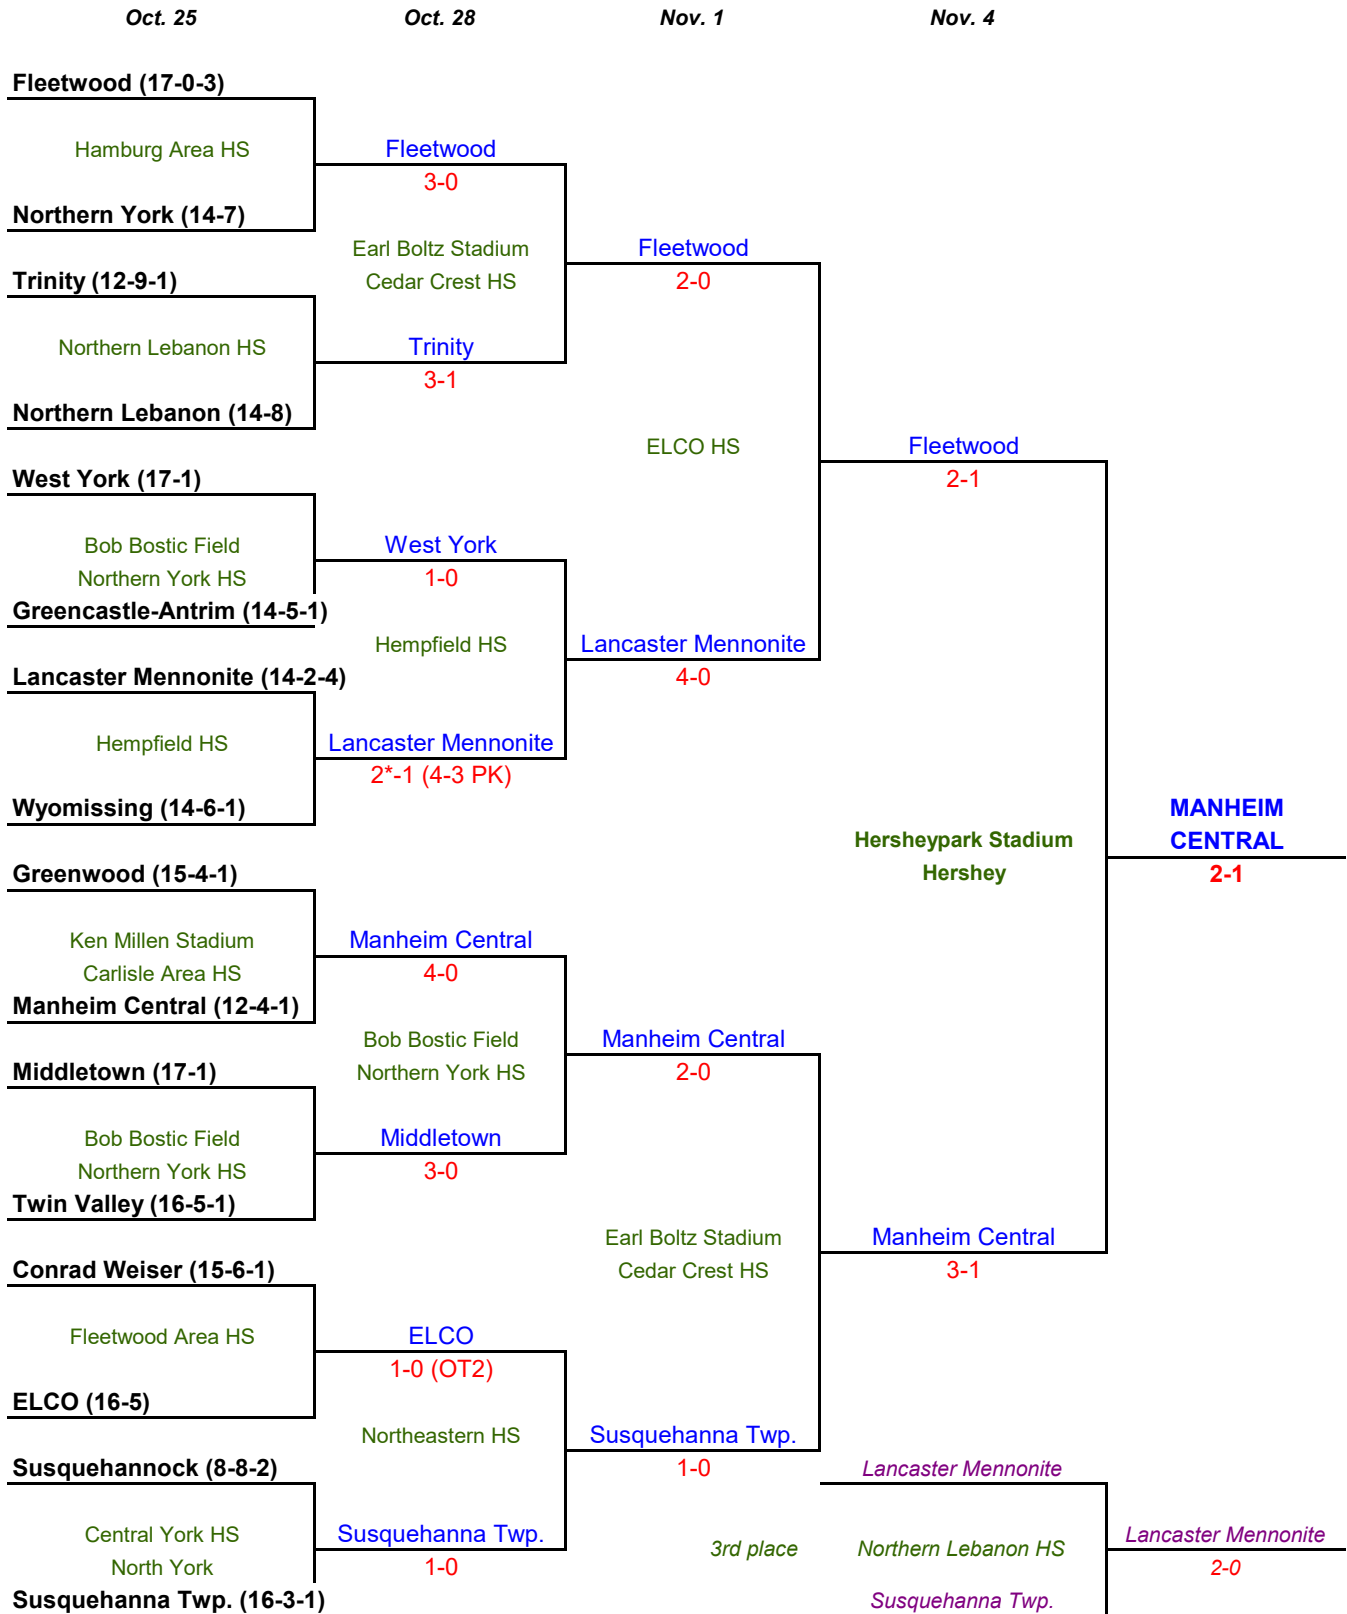 Oct. 25 Oct. 28 Nov. 1 Nov. 4
Fleetwood (17-0-3)
Hamburg Area HS Fleetwood
3-0
Northern York (14-7)
Earl Boltz Stadium Fleetwood
Trinity (12-9-1) Cedar Crest HS 2-0
Northern Lebanon HS Trinity
3-1
Northern Lebanon (14-8)
ELCO HS Fleetwood
West York (17-1) 2-1
Bob Bostic Field West York
Northern York HS 1-0
Greencastle-Antrim (14-5-1)
Hempfield HS Lancaster Mennonite
Lancaster Mennonite (14-2-4) 4-0
Hempfield HS Lancaster Mennonite
2*-1 (4-3 PK)
Wyomissing (14-6-1) MANHEIM
Hersheypark Stadium CENTRAL
Greenwood (15-4-1) Hershey 2-1
Ken Millen Stadium Manheim Central
Carlisle Area HS 4-0
Manheim Central (12-4-1)
Bob Bostic Field Manheim Central
Middletown (17-1) Northern York HS 2-0
Bob Bostic Field Middletown
Northern York HS 3-0
Twin Valley (16-5-1)
Earl Boltz Stadium Manheim Central
Conrad Weiser (15-6-1) Cedar Crest HS 3-1
Fleetwood Area HS ELCO
1-0 (OT2)
ELCO (16-5)
Northeastern HS Susquehanna Twp.
Susquehannock (8-8-2) 1-0 Lancaster Mennonite
Central York HS Susquehanna Twp. 3rd place Northern Lebanon HS Lancaster Mennonite
North York 1-0 2-0
Susquehanna Twp. (16-3-1) Susquehanna Twp.